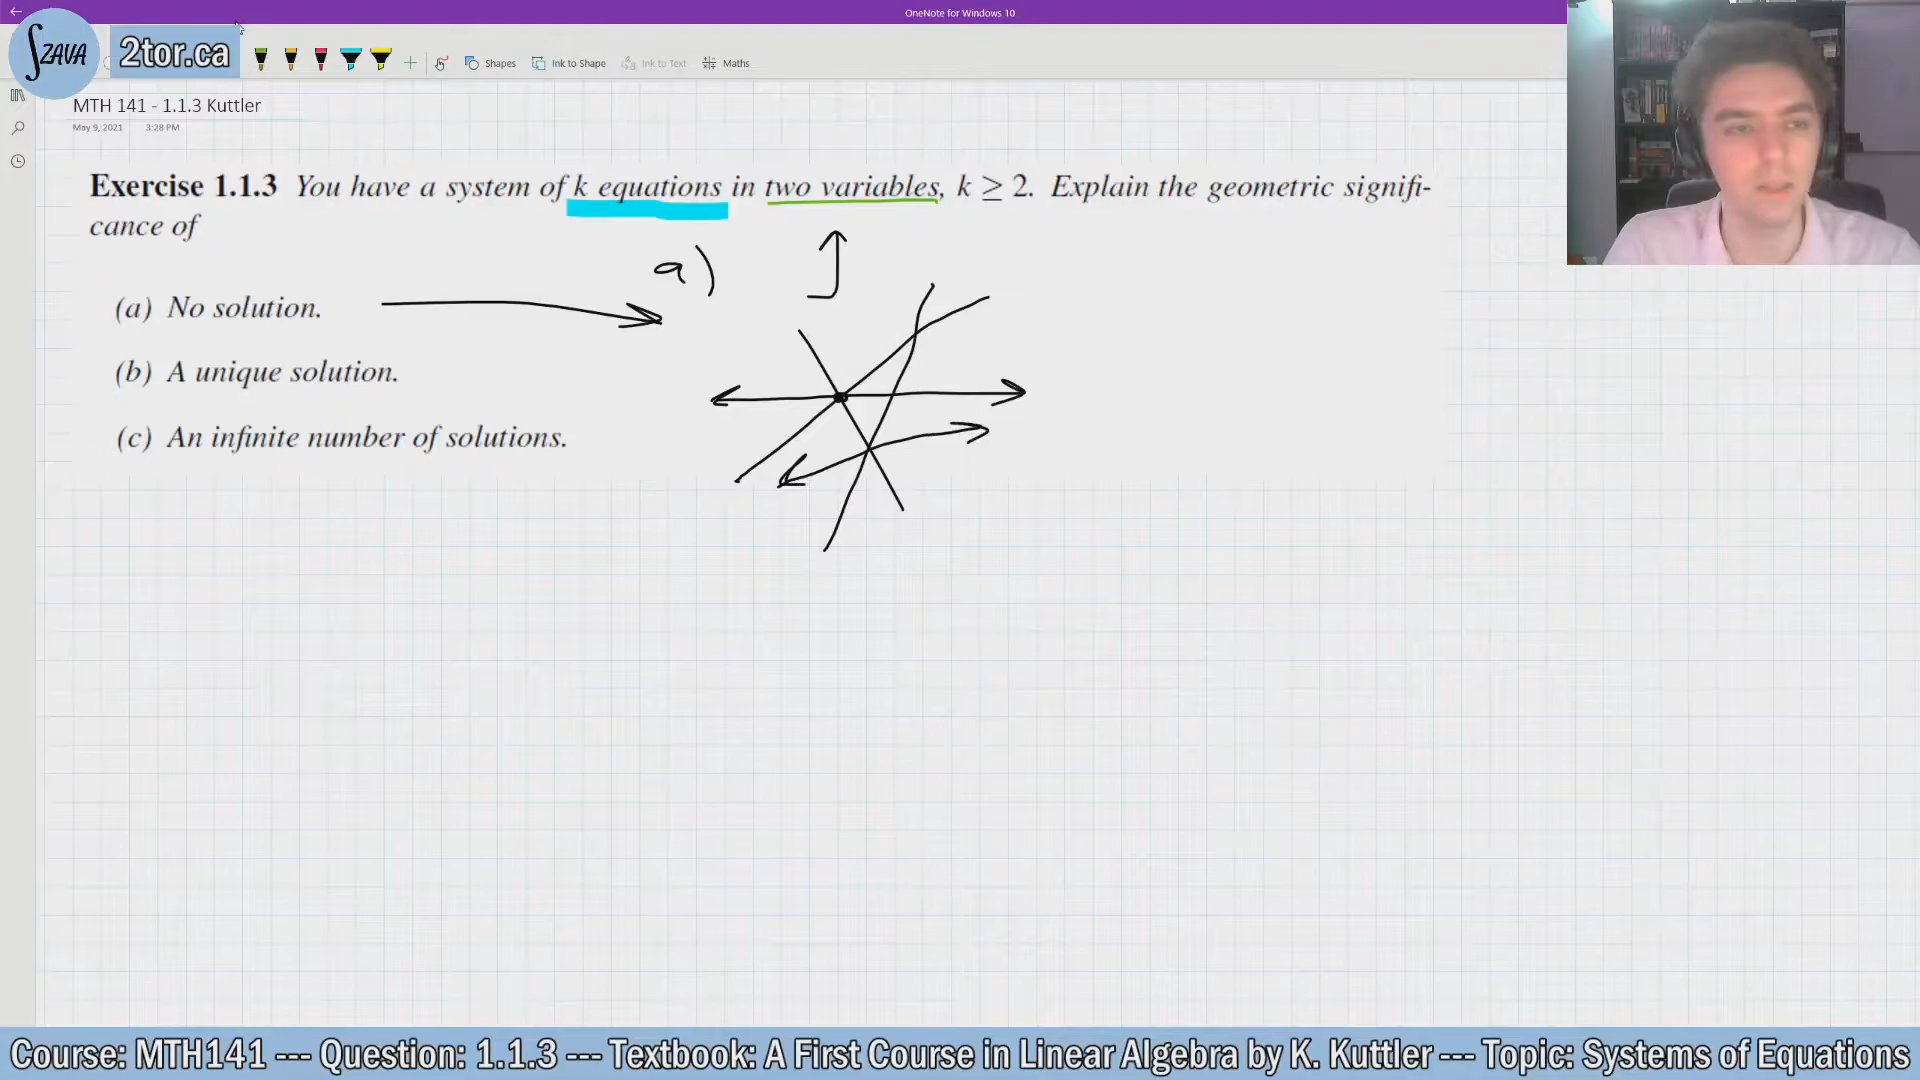 OneNote for Windows 10
∫ZAVA
2tor.ca
Shapes
Ink to Shape
Ink to Text
Maths
MTH 141 - 1.1.3 Kuttler
May 9, 2021 3:28 PM
Exercise 1.1.3 You have a system of k equations in two variables, k ≥ 2. Explain the geometric signifi-
cance of
a)
(a) No solution.
(b) A unique solution.
(c) An infinite number of solutions.
Course: MTH141 --- Question: 1.1.3 --- Textbook: A First Course in Linear Algebra by K. Kuttler --- Topic: Systems of Equations